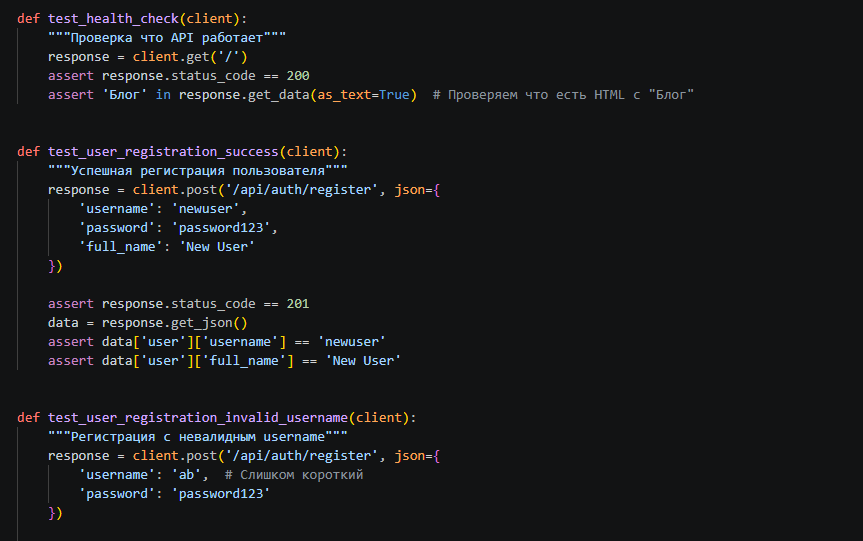 def test_health_check(client):
    """Проверка что API работает"""
    response = client.get('/')
    assert response.status_code == 200
    assert 'Блог' in response.get_data(as_text=True)  # Проверяем что есть HTML с "Блог"
def test_user_registration_success(client):
    """Успешная регистрация пользователя"""
    response = client.post('/api/auth/register', json={
        'username': 'newuser',
        'password': 'password123',
        'full_name': 'New User'
    })
    assert response.status_code == 201
    data = response.get_json()
    assert data['user']['username'] == 'newuser'
    assert data['user']['full_name'] == 'New User'
def test_user_registration_invalid_username(client):
    """Регистрация с невалидным username"""
    response = client.post('/api/auth/register', json={
        'username': 'ab',  # Слишком короткий
        'password': 'password123'
    })